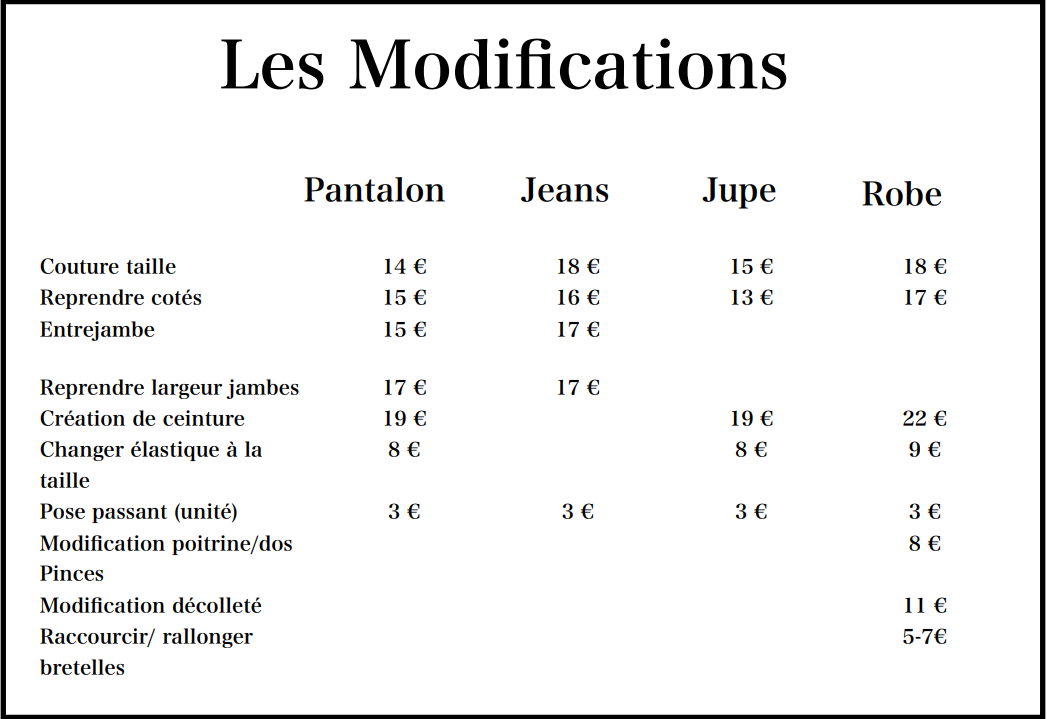 Les Modifications
Pantalon Jeans Jupe Robe
Couture taille 14 € 18 € 15 € 18 €
Reprendre cotés 15 € 16 € 13 € 17 €
Entrejambe 15 € 17 €
Reprendre largeur jambes 17 € 17 €
Création de ceinture 19 € 19 € 22 €
Changer élastique à la 8 € 8 € 9 €
taille
Pose passant (unité) 3 € 3 € 3 € 3 €
Modification poitrine/dos 8 €
Pinces
Modification décolleté 11 €
Raccourcir/ rallonger 5-7€
bretelles